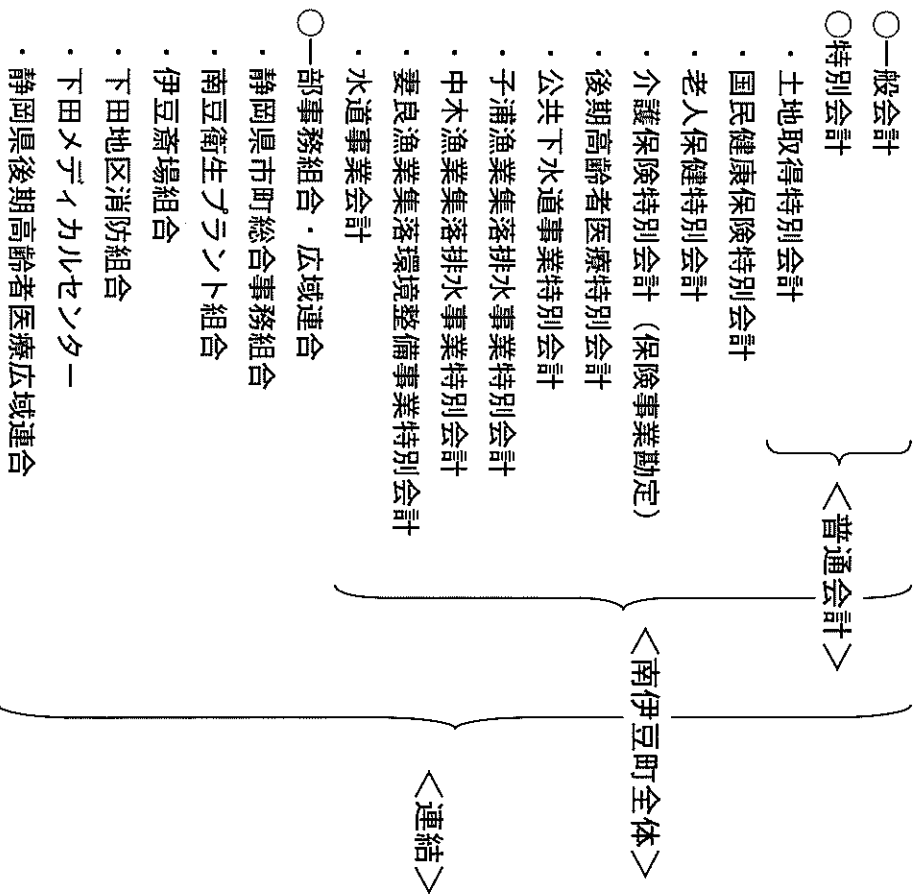 ○一般会計
○特別会計
・土地取得特別会計
・国民健康保険特別会計
・老人保健特別会計
・介護保険特別会計（保険事業勘定）
・後期高齢者医療特別会計
・公共下水道事業特別会計
・子浦漁業集落排水事業特別会計
・中木漁業集落排水事業特別会計
・妻良漁業集落環境整備事業特別会計
・水道事業会計
○一部事務組合・広域連合
・静岡県市町総合事務組合
・南豆衛生プラント組合
・伊豆斎場組合
・下田地区消防組合
・下田メディカルセンター
・静岡県後期高齢者医療広域連合
＜普通会計＞
＜南伊豆町全体＞
＜連結＞